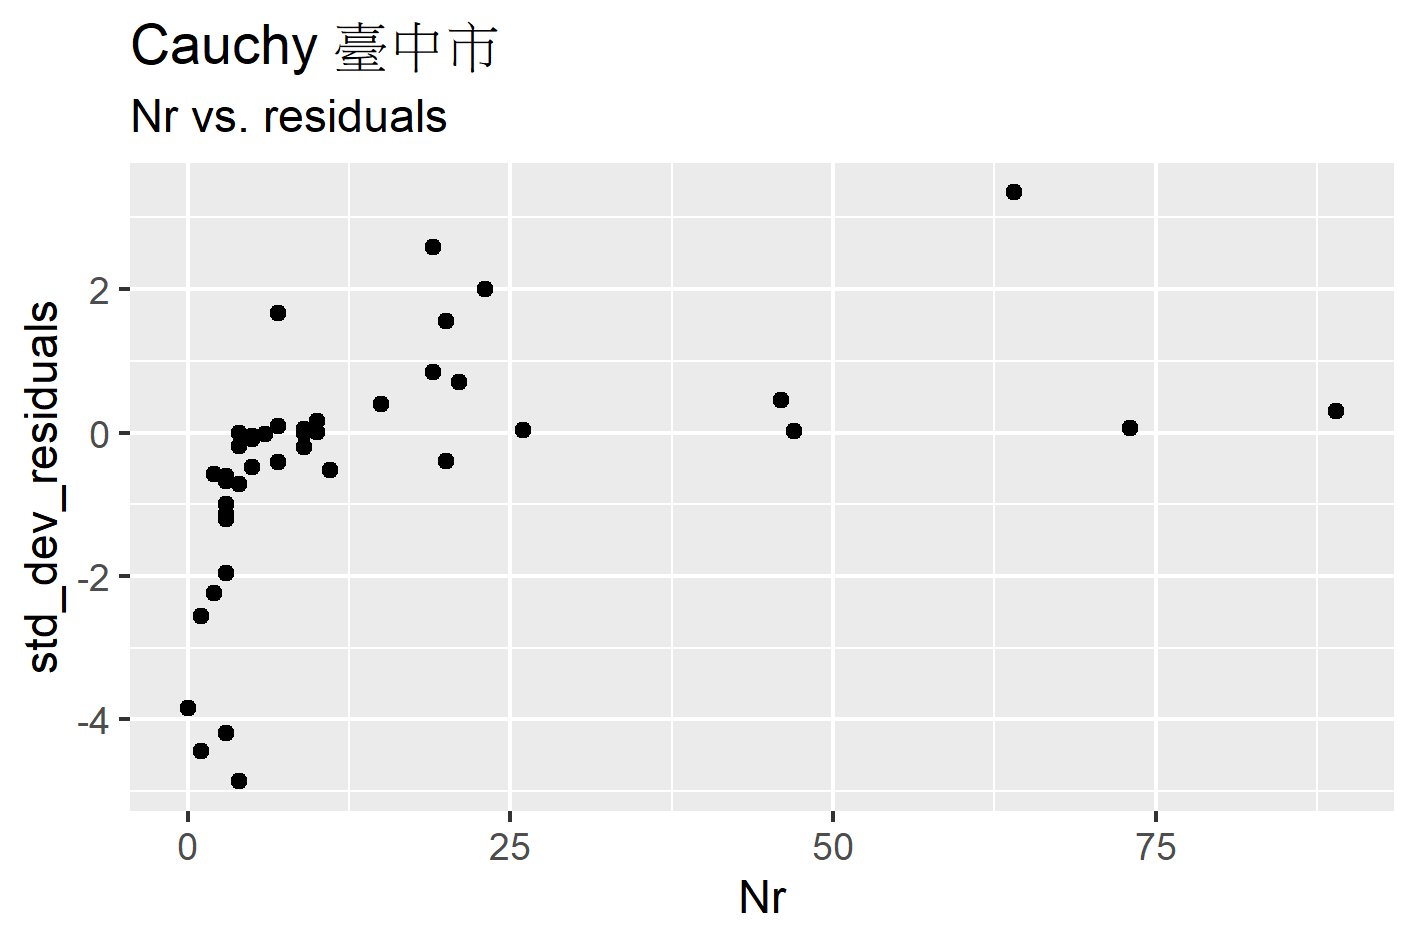 Cauchy 臺中市
Nr vs. residuals
std_dev_residuals
2
0
-2
-4
0 25 50 75
Nr